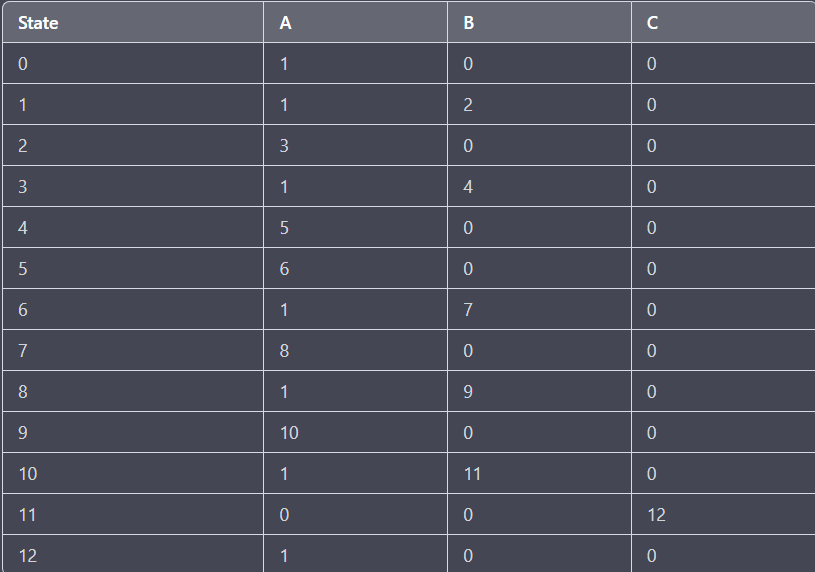 State A B C
0 1 0 0
1 1 2 0
2 3 0 0
3 1 4 0
4 5 0 0
5 6 0 0
6 1 7 0
7 8 0 0
8 1 9 0
9 10 0 0
10 1 11 0
11 0 0 12
12 1 0 0